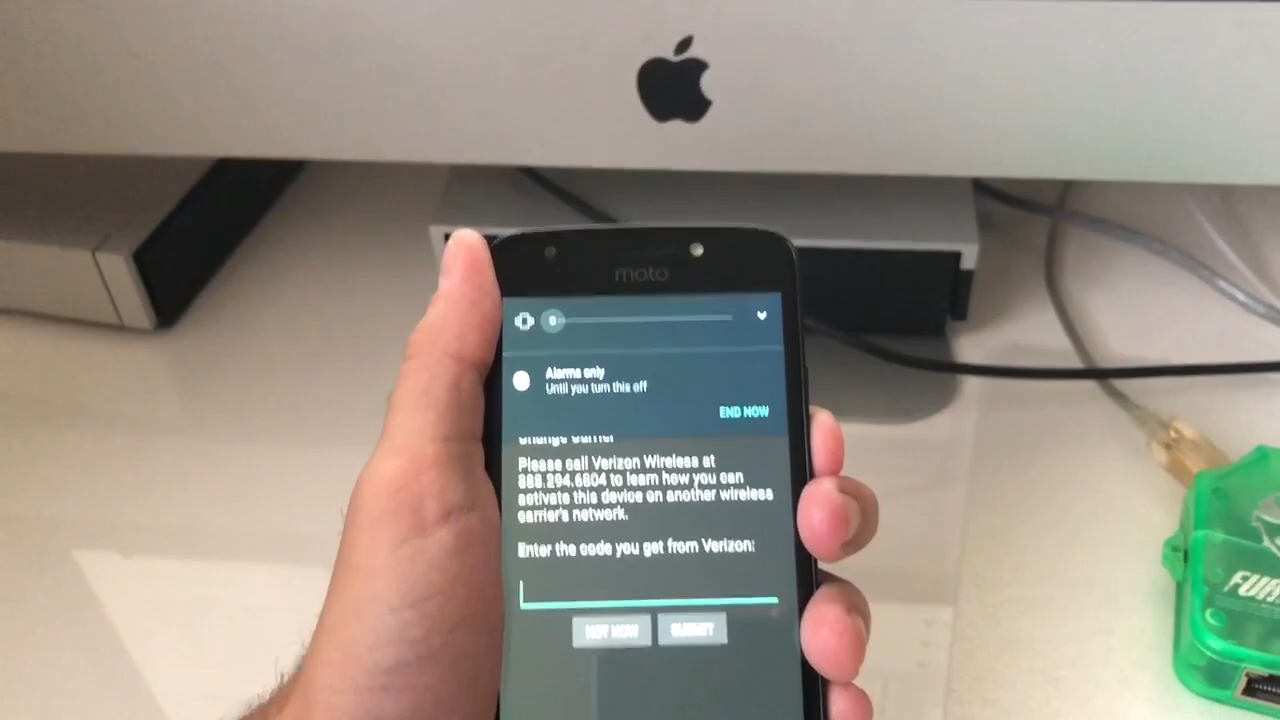 moto
0
Alarms only
Until you turn this off
END NOW
Change carrier
Please call Verizon Wireless at
888.294.6804 to learn how you can
activate this device on another wireless
carrier's network.
Enter the code you get from Verizon:
NOT NOW
SUBMIT